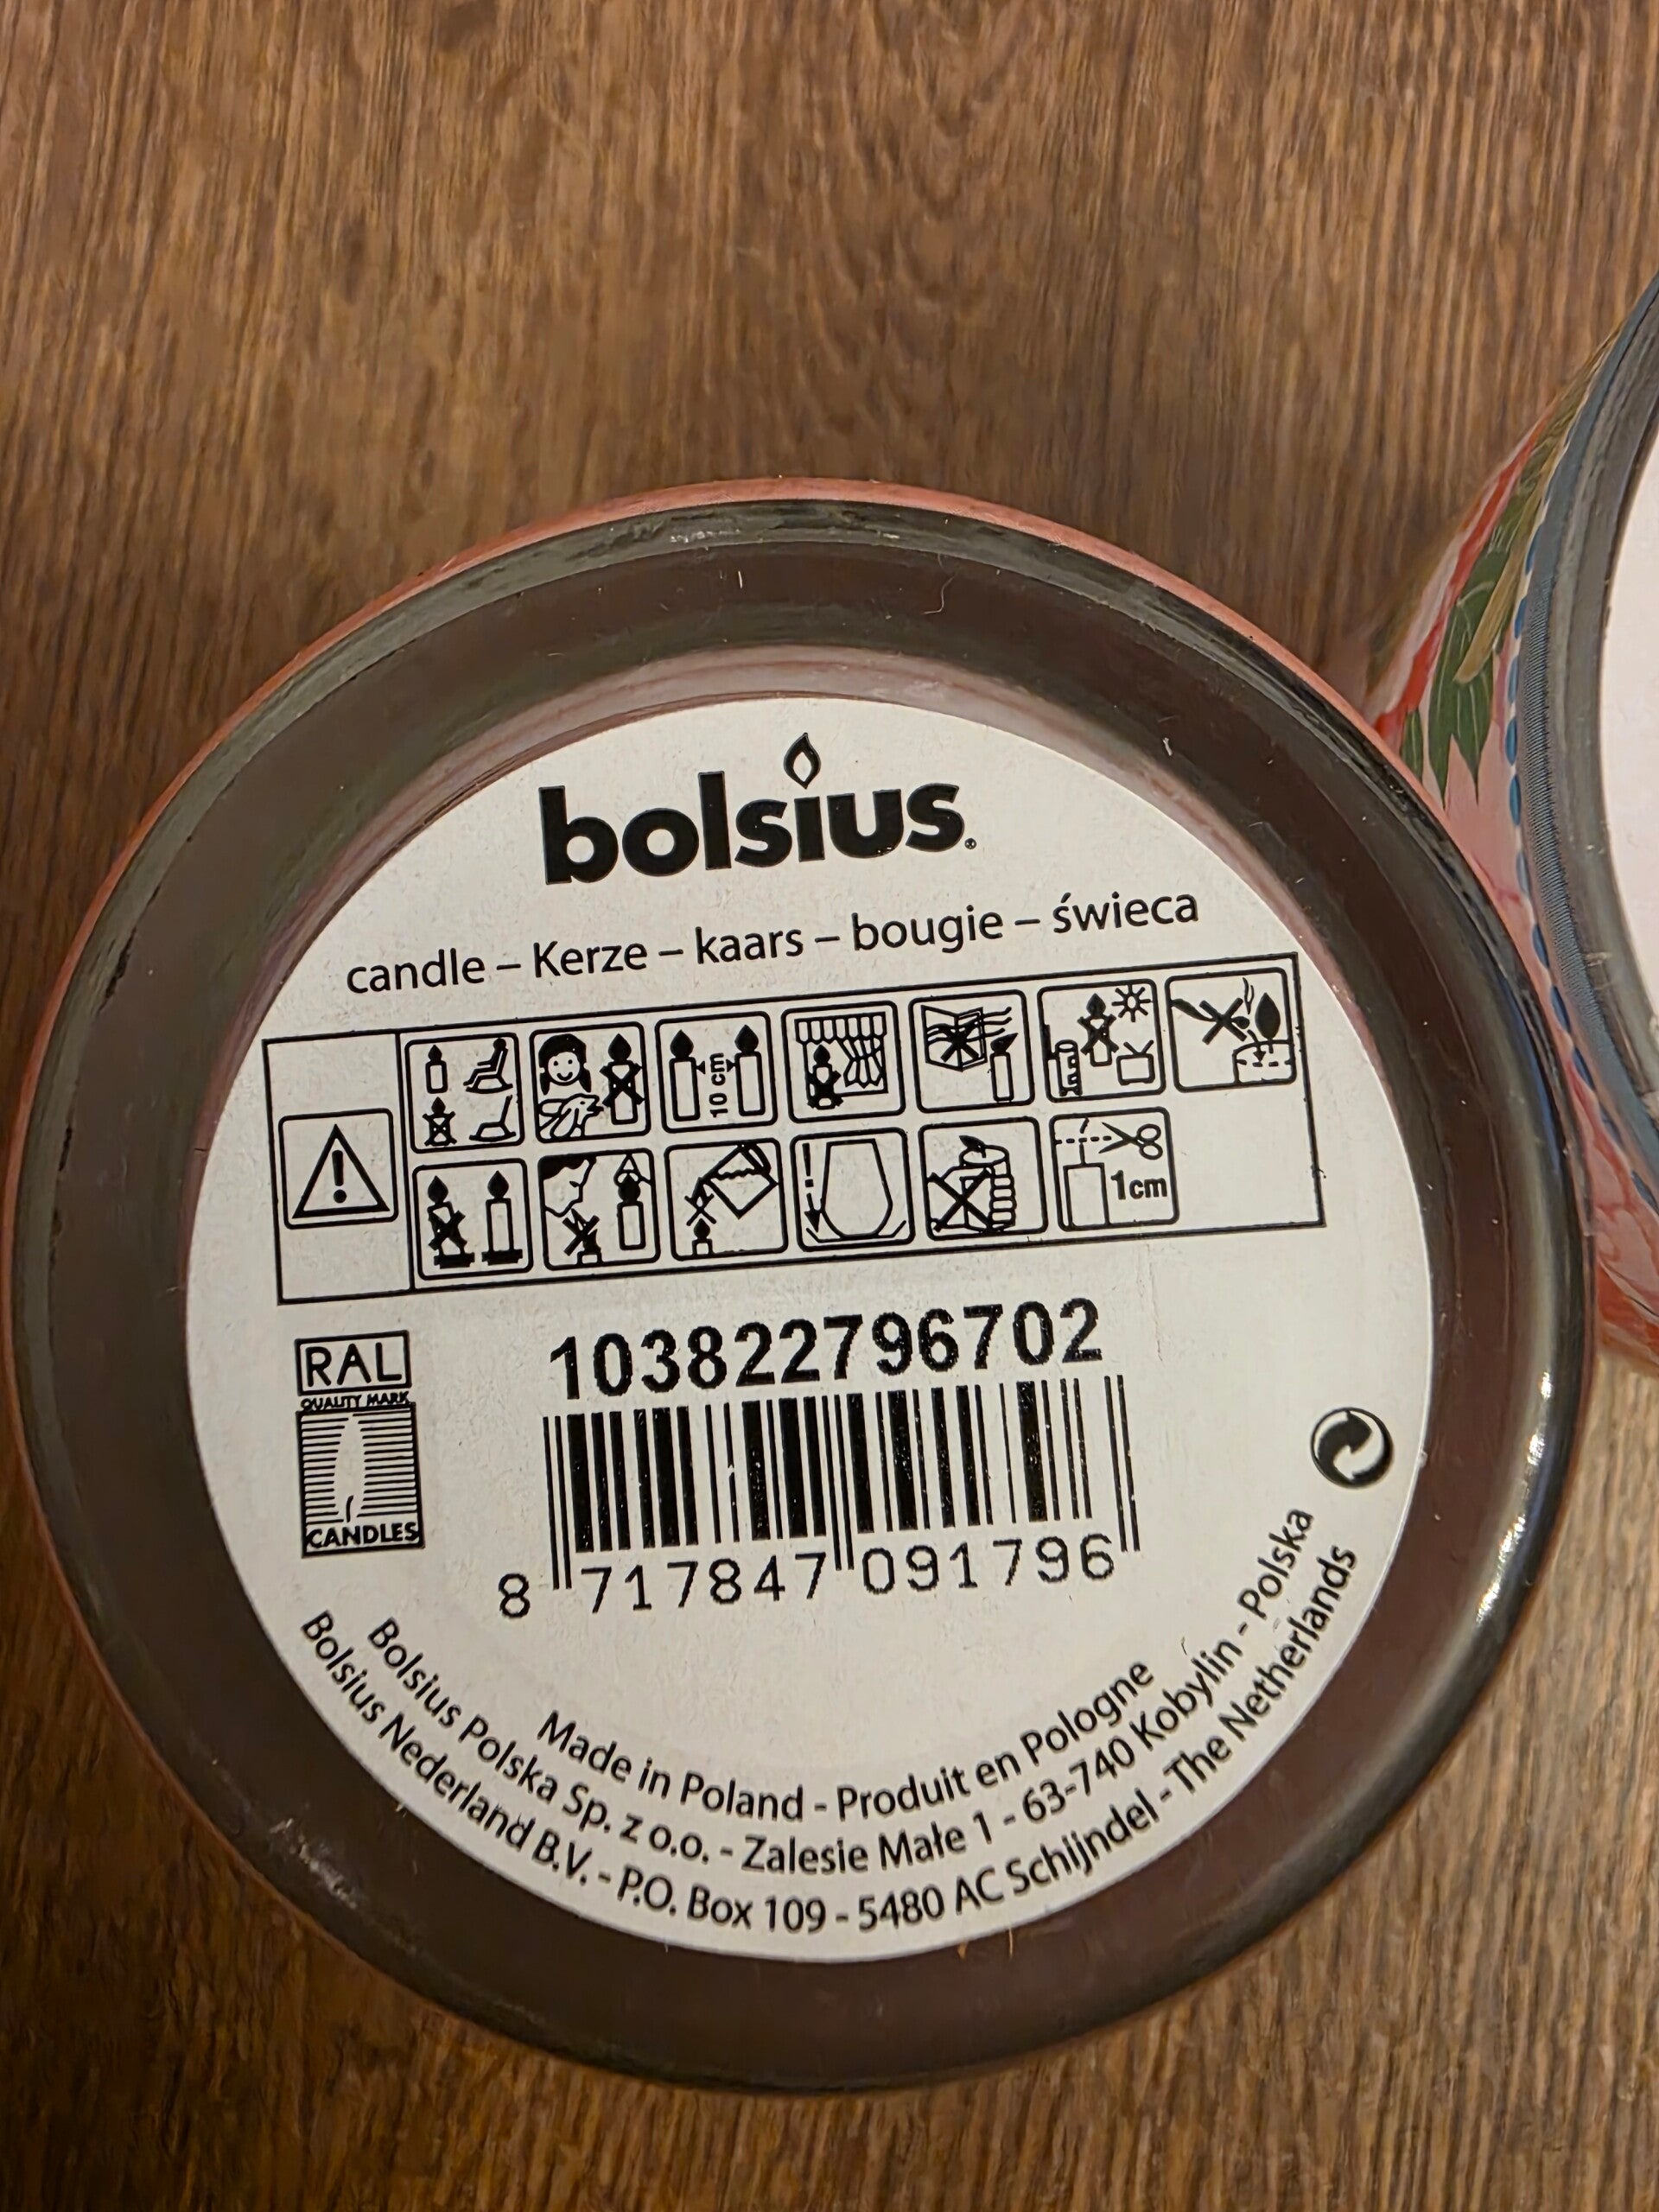 bolsius®
candle – Kerze – kaars – bougie – świeca
10 cm
1cm
RAL
QUALITY MARK
CANDLES
103822796702
8 717847 091796
Made in Poland - Produit en Pologne
Bolsius Polska Sp. z o.o. - Zalesie Małe 1 - 63-740 Kobylin - Polska
Bolsius Nederland B.V. - P.O. Box 109 - 5480 AC Schijndel - The Netherlands